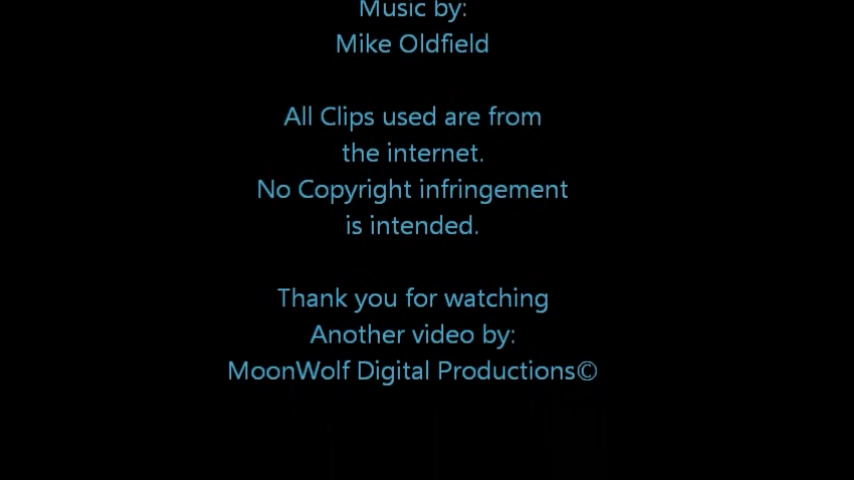 Music by:
Mike Oldfield
All Clips used are from
the internet.
No Copyright infringement
is intended.
Thank you for watching
Another video by:
MoonWolf Digital Productions©